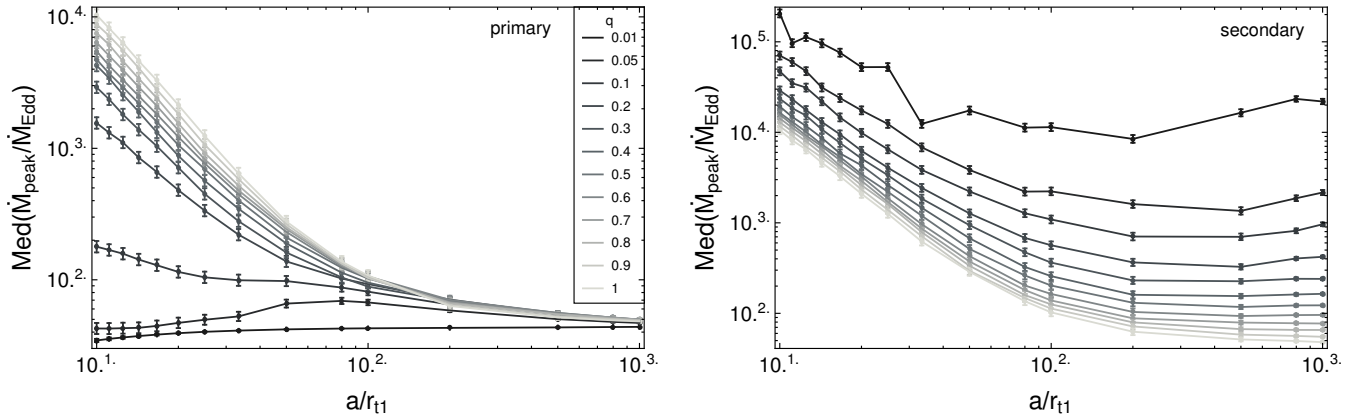 primary
q
0.01
0.05
0.1
0.2
0.3
0.4
0.5
0.6
0.7
0.8
0.9
1
Med(Ṁpeak/ṀEdd)
10.4.
10.3.
10.2.
10.1. 10.2. 10.3.
a/rt1
secondary
Med(Ṁpeak/ṀEdd)
10.5.
10.4.
10.3.
10.2.
10.1. 10.2. 10.3.
a/rt1